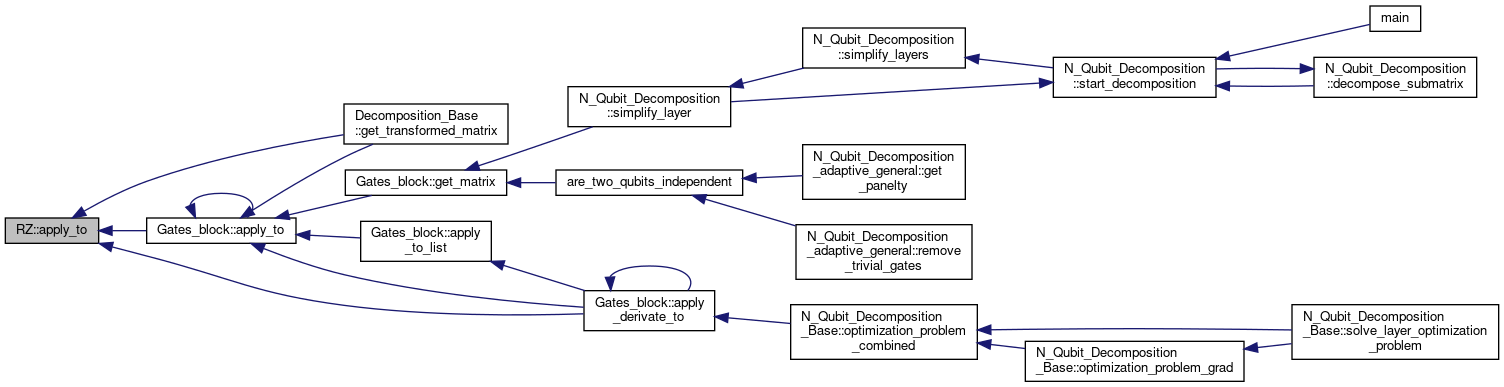 RZ::apply_to
Gates_block::apply_to
Decomposition_Base
::get_transformed_matrix
Gates_block::get_matrix
Gates_block::apply
_to_list
Gates_block::apply
_derivate_to
N_Qubit_Decomposition
::simplify_layer
are_two_qubits_independent
N_Qubit_Decomposition
::simplify_layers
N_Qubit_Decomposition
_adaptive_general::get
_panelty
N_Qubit_Decomposition
_adaptive_general::remove
_trivial_gates
N_Qubit_Decomposition
_Base::optimization_problem
_combined
N_Qubit_Decomposition
::start_decomposition
N_Qubit_Decomposition
_Base::optimization_problem_grad
main
N_Qubit_Decomposition
::decompose_submatrix
N_Qubit_Decomposition
_Base::solve_layer_optimization
_problem